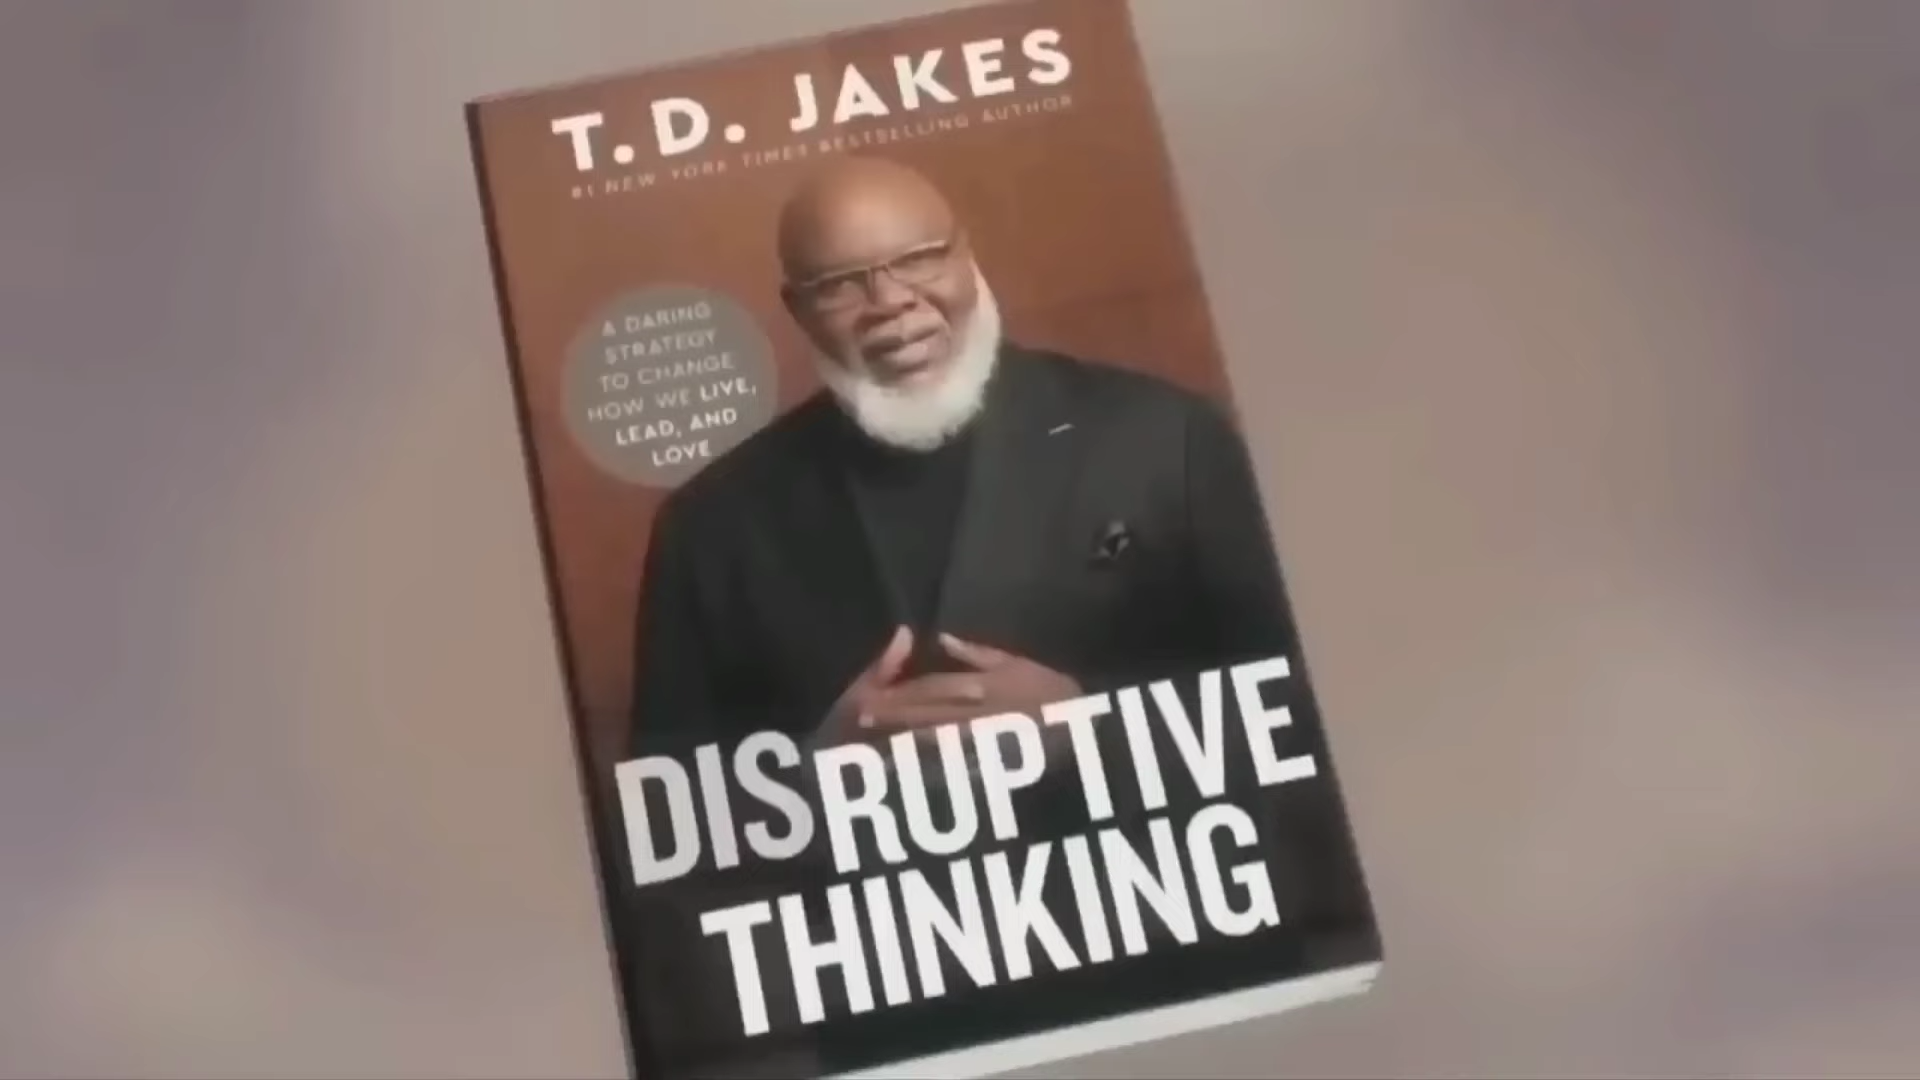 T. D. JAKES
#1 NEW YORK TIMES BESTSELLING AUTHOR
A DARING
STRATEGY
TO CHANGE
HOW WE LIVE,
LEAD, AND
LOVE
DISRUPTIVE
THINKING